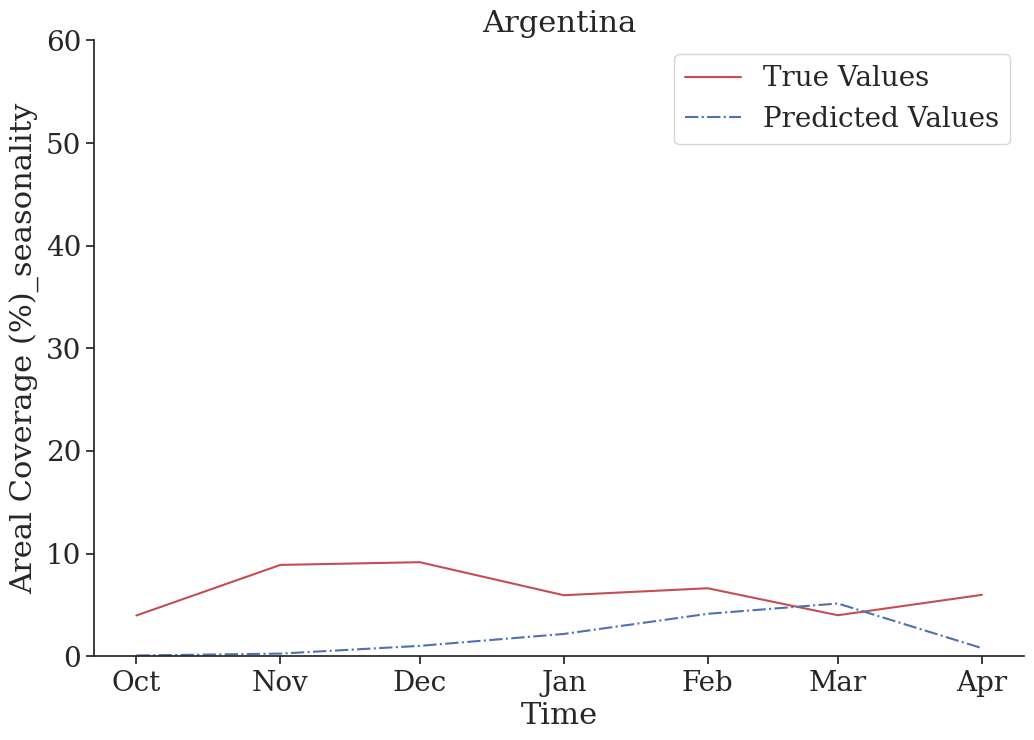 Argentina
True Values
Predicted Values
Areal Coverage (%)_seasonality
60
50
40
30
20
10
0
Oct Nov Dec Jan Feb Mar Apr
Time